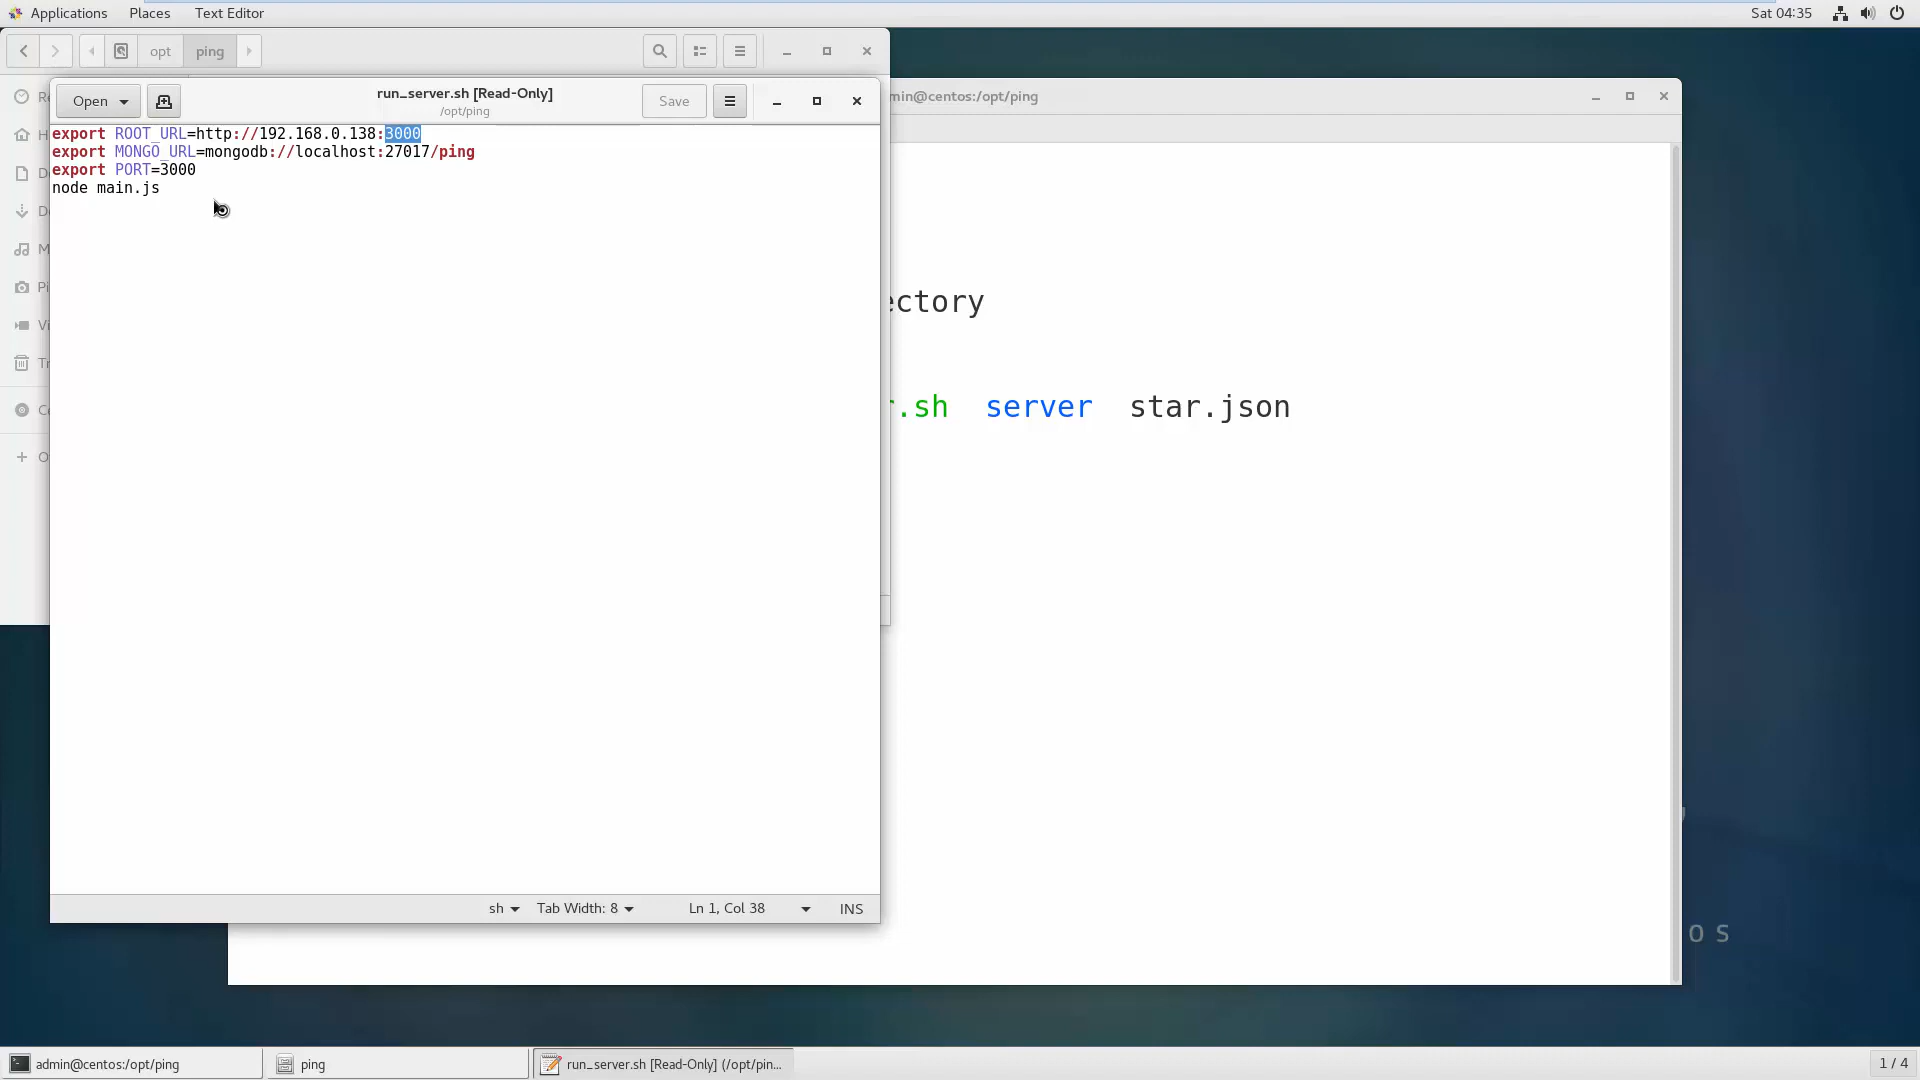 Applications Places Text Editor Sat 04:35
opt ping
run_server.sh [Read-Only]
/opt/ping
Open Save
min@centos:/opt/ping
export ROOT_URL=http://192.168.0.138:3000
export MONGO_URL=mongodb://localhost:27017/ping
export PORT=3000
node main.js
ectory
r.sh server star.json
sh Tab Width: 8 Ln 1, Col 38 INS
OS
admin@centos:/opt/ping ping run_server.sh [Read-Only] (/opt/pin... 1 / 4